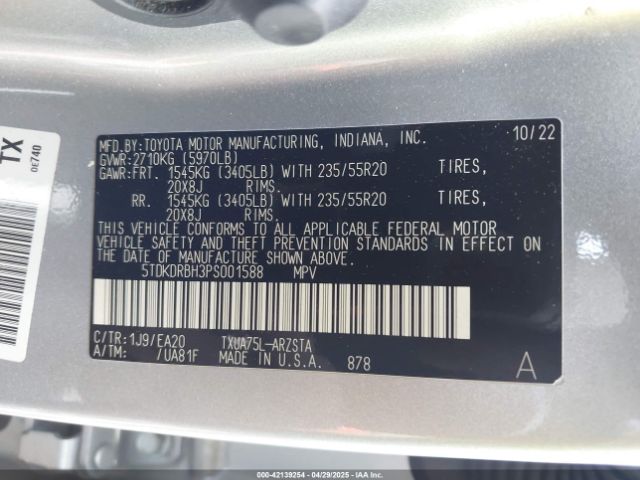 TX
0E740
MFD.BY:TOYOTA MOTOR MANUFACTURING, INDIANA, INC. 10/22
GVWR:2710KG (5970LB)
GAWR:FRT. 1545KG (3405LB) WITH 235/55R20 TIRES,
20X8J RIMS.
RR. 1545KG (3405LB) WITH 235/55R20 TIRES,
20X8J RIMS.
THIS VEHICLE CONFORMS TO ALL APPLICABLE FEDERAL MOTOR
VEHICLE SAFETY AND THEFT PREVENTION STANDARDS IN EFFECT ON
THE DATE OF MANUFACTURE SHOWN ABOVE.
5TDKDRBH3PS001588 MPV
C/TR:1J9/EA20 TXUA75L-ARZSTA
A/TM: /UA81F MADE IN U.S.A. 878
A
000-42139254 - 04/29/2025 - IAAI.COM